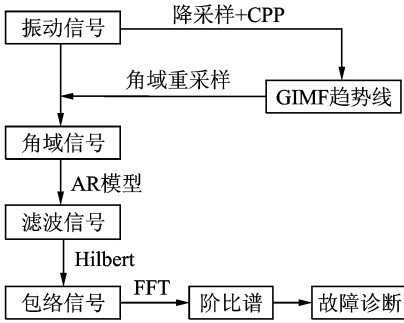 振动信号
降采样+CPP
角域重采样
GIMF趋势线
角域信号
AR模型
滤波信号
Hilbert
包络信号
FFT
阶比谱
故障诊断